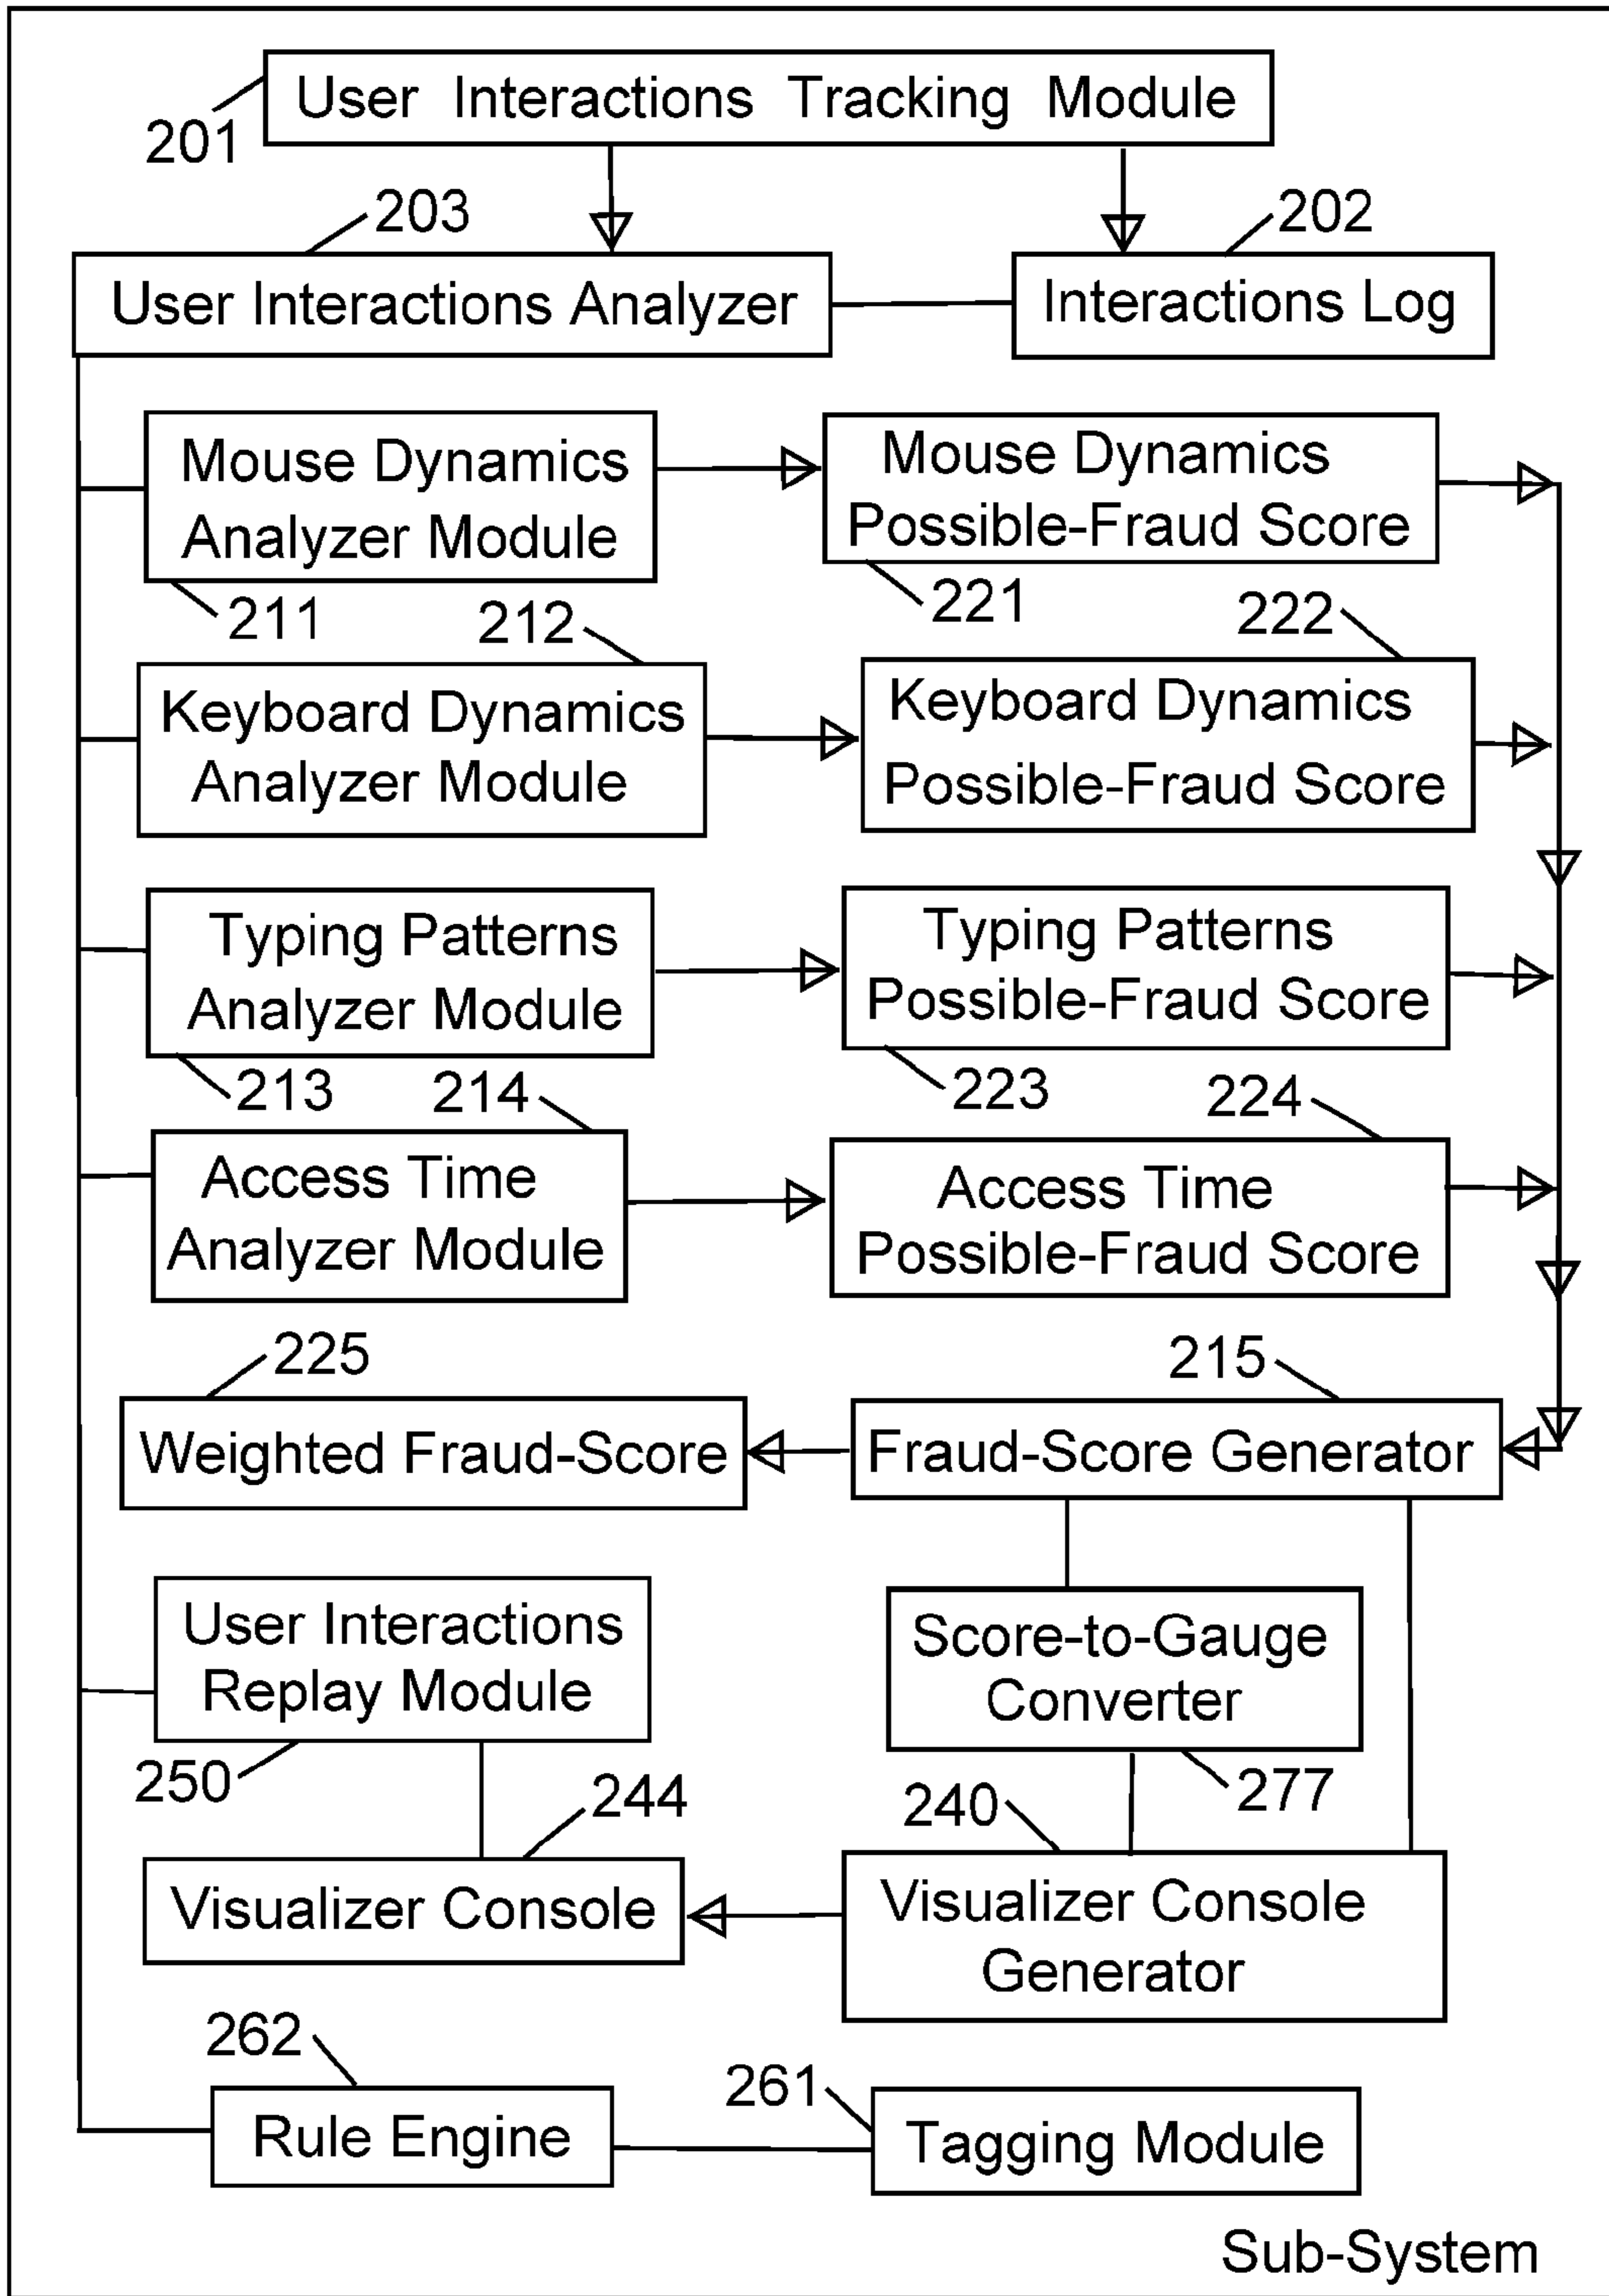 User Interactions Tracking Module
201
203
202
User Interactions Analyzer
Interactions Log
Mouse Dynamics
Analyzer Module
Mouse Dynamics
Possible-Fraud Score
211
212
221
222
Keyboard Dynamics
Analyzer Module
Keyboard Dynamics
Possible-Fraud Score
Typing Patterns
Analyzer Module
Typing Patterns
Possible-Fraud Score
213
214
223
224
Access Time
Analyzer Module
Access Time
Possible-Fraud Score
225
215
Weighted Fraud-Score
Fraud-Score Generator
User Interactions
Replay Module
Score-to-Gauge
Converter
250
244
240
277
Visualizer Console
Visualizer Console
Generator
262
261
Rule Engine
Tagging Module
Sub-System